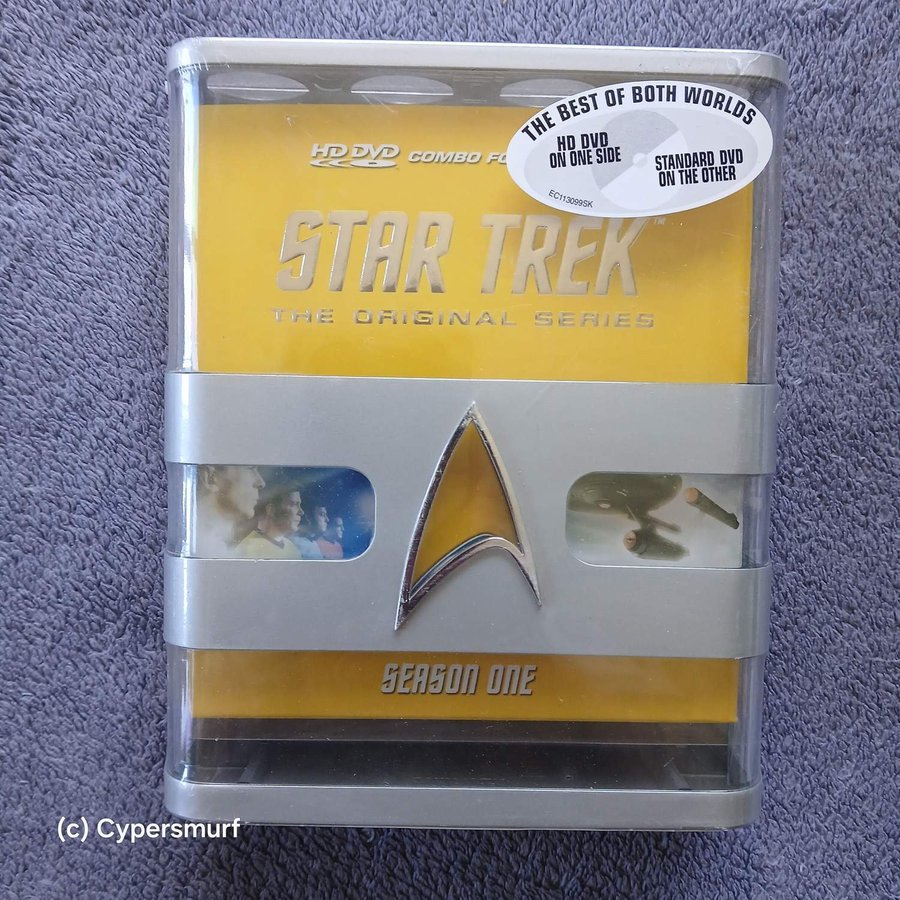 THE BEST OF BOTH WORLDS
HD DVD
ON ONE SIDE
STANDARD DVD
ON THE OTHER
EC113099SK
HD DVD COMBO FO
STAR TREK™
THE ORIGINAL SERIES
SEASON ONE
(c) Cypersmurf